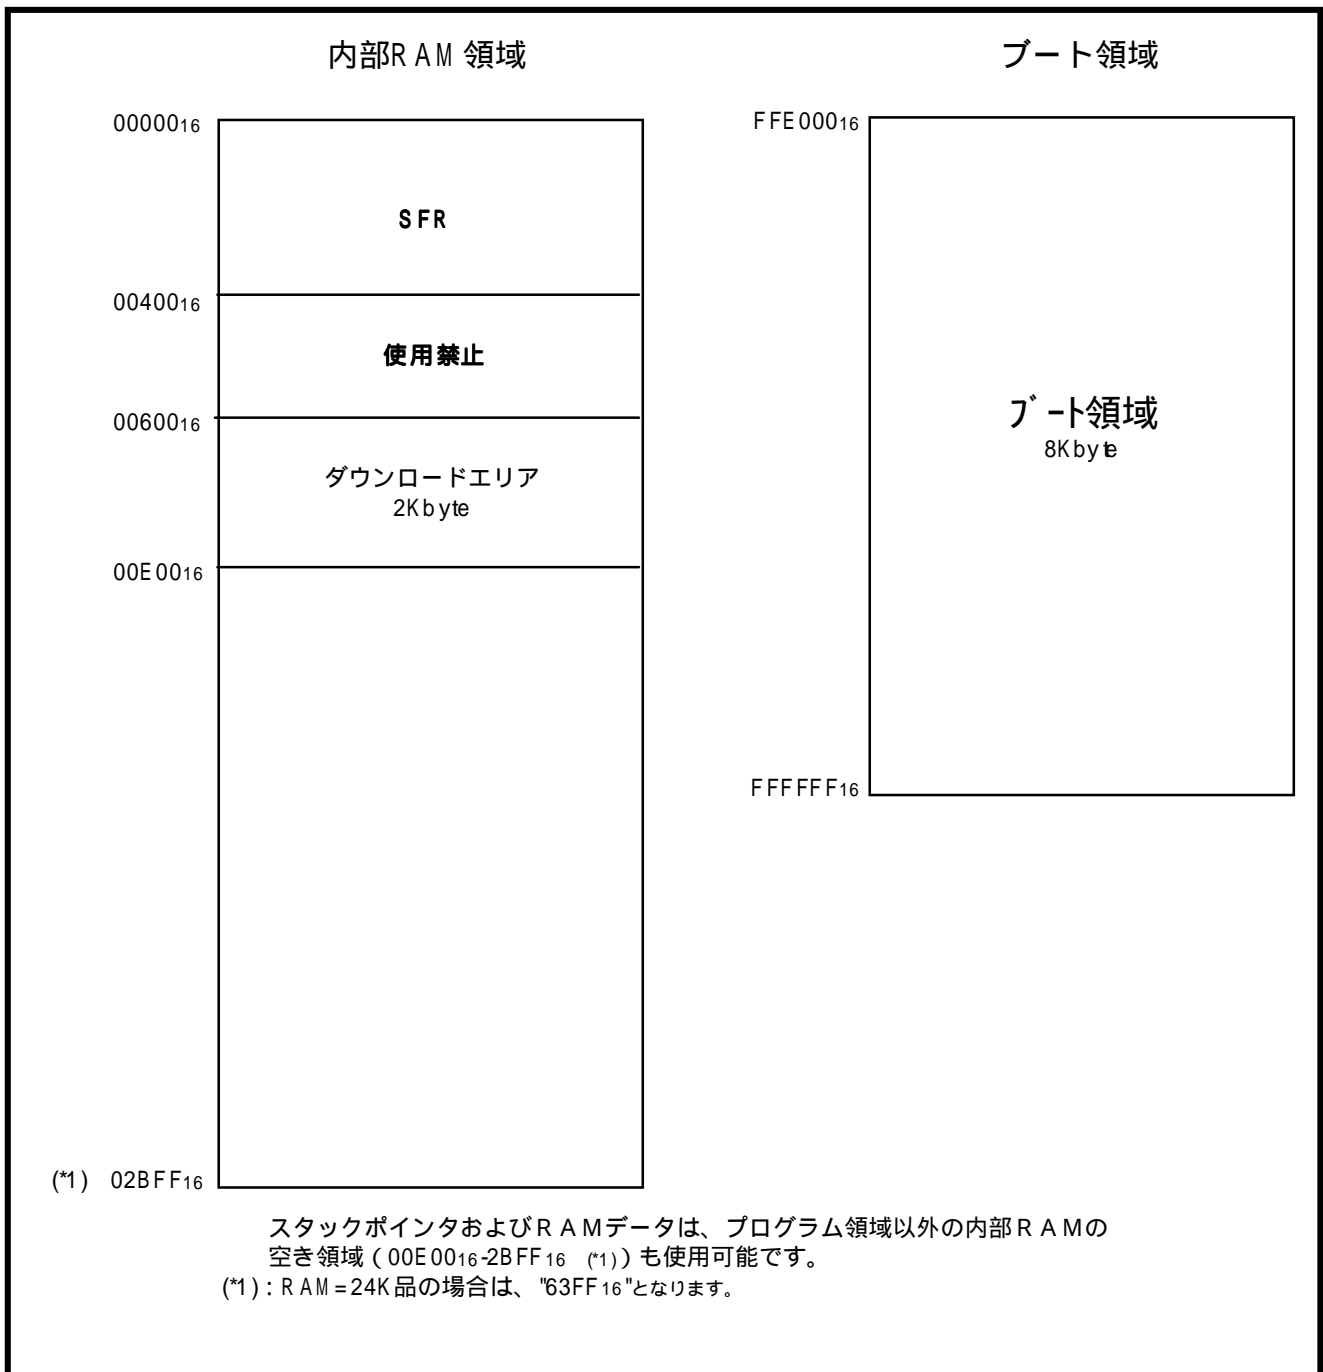 内部RAM 領域
0000016
SFR
0040016
使用禁止
0060016
ダウンロードエリア
2Kbyte
00E0016
(*1) 02BFF16
ブート領域
FFE00016
ブート領域
8Kbyte
FFFFFF16
スタックポインタおよびRAMデータは、プログラム領域以外の内部RAMの
空き領域（00E0016-2BFF16 (*1)）も使用可能です。
(*1)：RAM=24K品の場合は、"63FF16"となります。